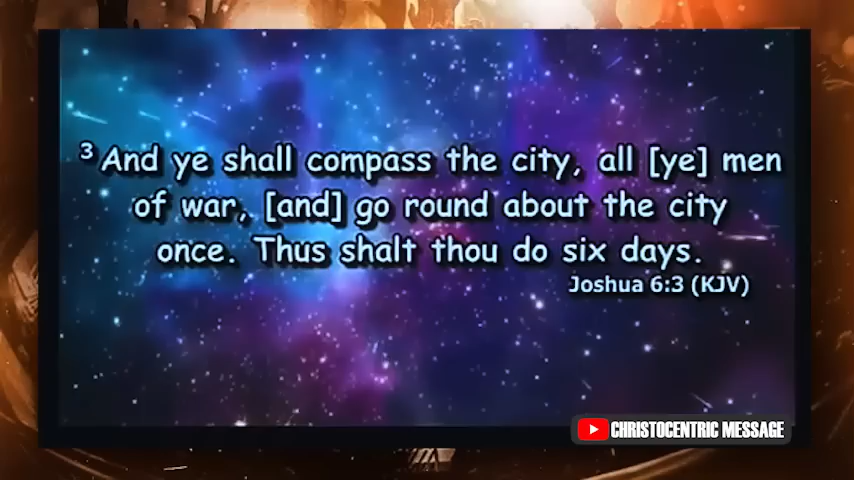 3 And ye shall compass the city, all [ye] men
of war, [and] go round about the city
once. Thus shalt thou do six days.
Joshua 6:3 (KJV)
CHRISTOCENTRIC MESSAGE